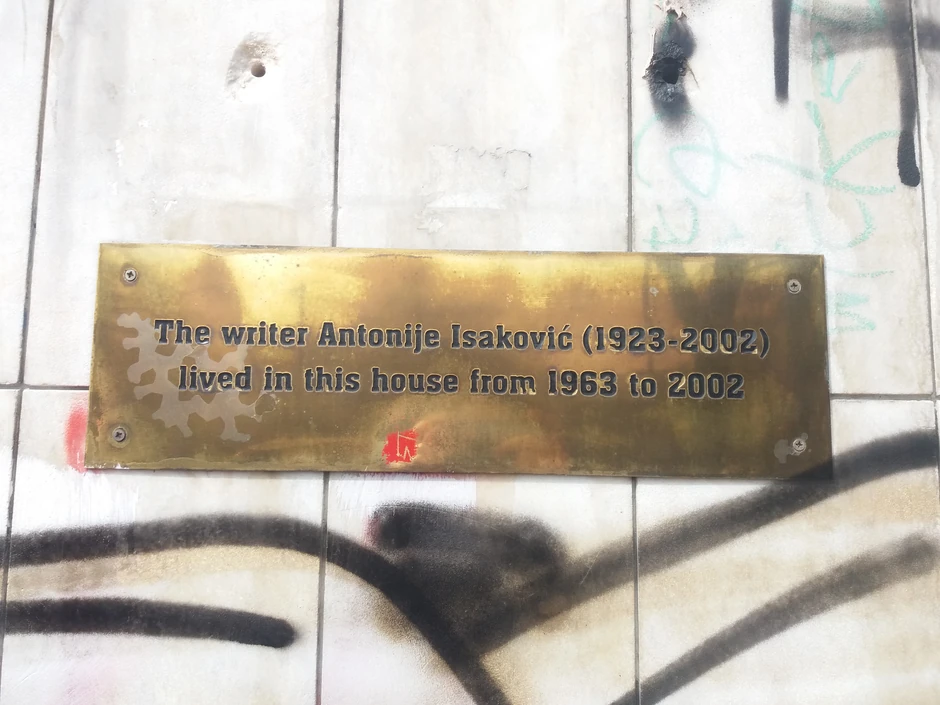 The writer Antonije Isaković (1923-2002)
lived in this house from 1963 to 2002